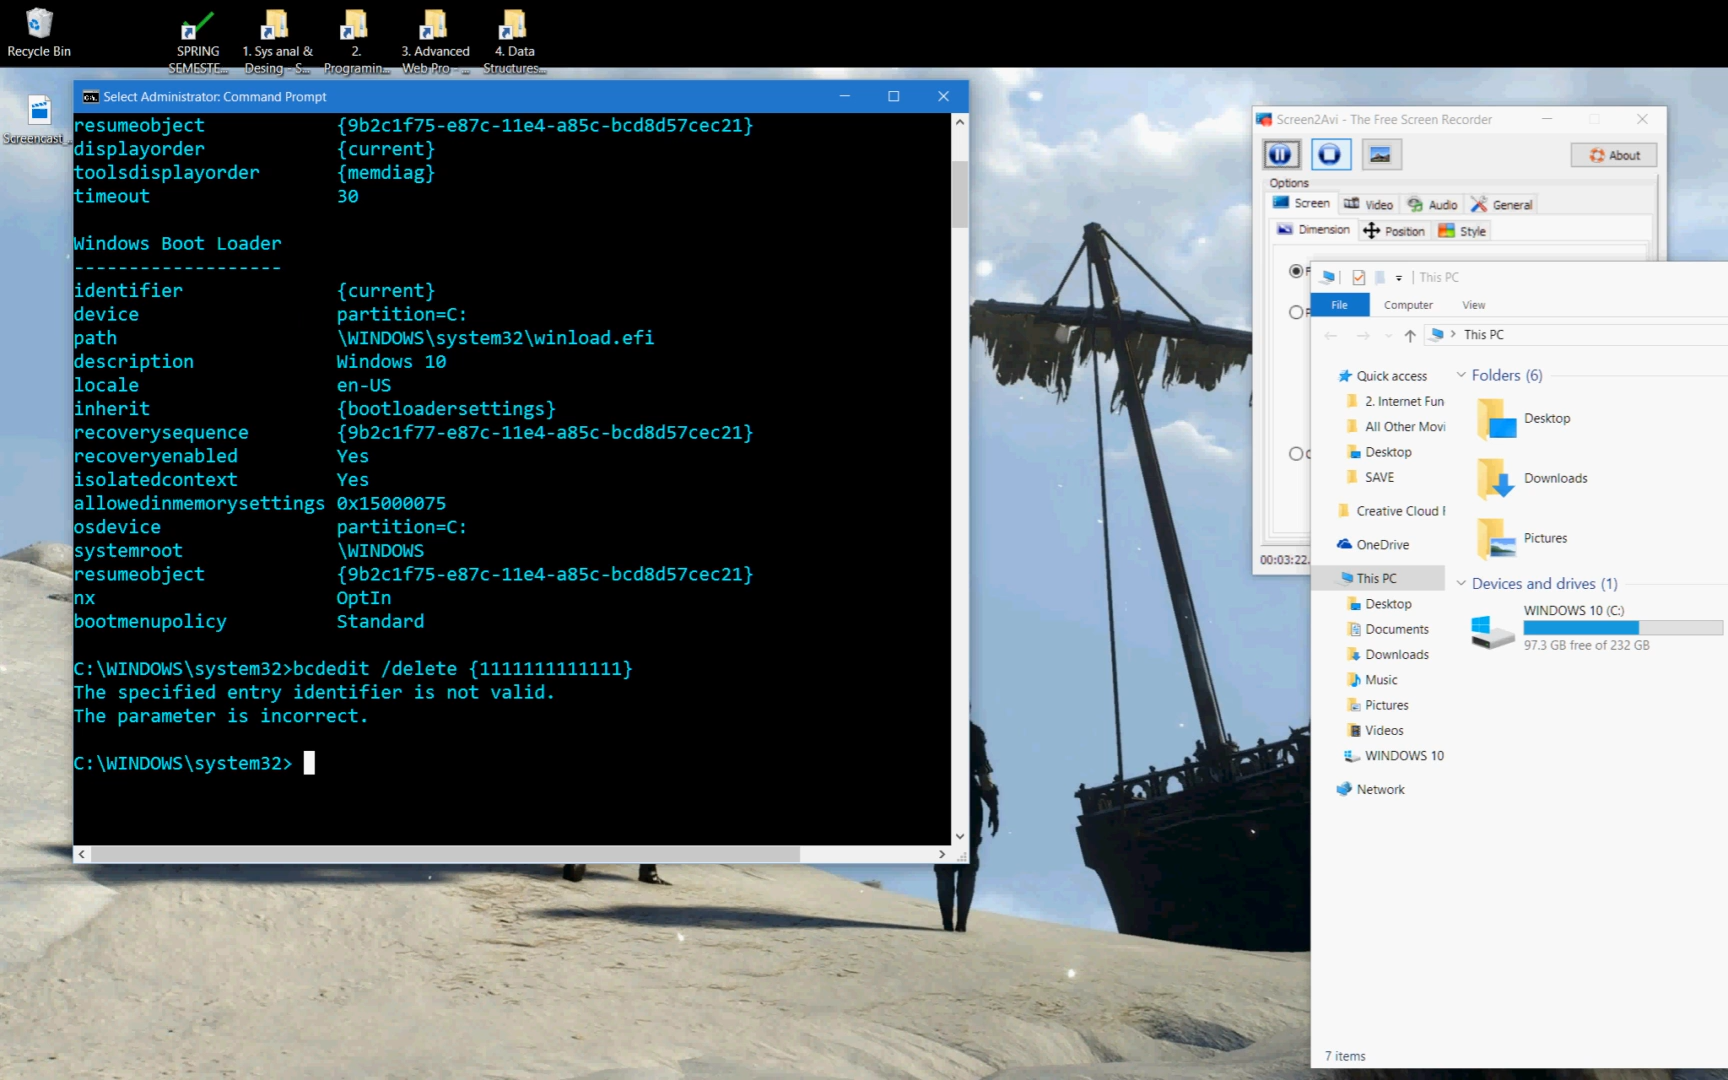 Recycle Bin
SPRING SEMESTE...
1. Sys anal & Desing - S...
2. Programin...
3. Advanced Web Pro - ...
4. Data Structures...
Screencast_...
Select Administrator: Command Prompt
resumeobject {9b2c1f75-e87c-11e4-a85c-bcd8d57cec21}
displayorder {current}
toolsdisplayorder {memdiag}
timeout 30
Windows Boot Loader
-------------------
identifier {current}
device partition=C:
path \WINDOWS\system32\winload.efi
description Windows 10
locale en-US
inherit {bootloadersettings}
recoverysequence {9b2c1f77-e87c-11e4-a85c-bcd8d57cec21}
recoveryenabled Yes
isolatedcontext Yes
allowedinmemorysettings 0x15000075
osdevice partition=C:
systemroot \WINDOWS
resumeobject {9b2c1f75-e87c-11e4-a85c-bcd8d57cec21}
nx OptIn
bootmenupolicy Standard
C:\WINDOWS\system32>bcdedit /delete {1111111111111}
The specified entry identifier is not valid.
The parameter is incorrect.
C:\WINDOWS\system32>
Screen2Avi - The Free Screen Recorder
About
Options
Screen Video Audio General
Dimension Position Style
00:03:22.
This PC
File Computer View
This PC
Quick access
2. Internet Fun
All Other Movi
Desktop
SAVE
Creative Cloud F
OneDrive
This PC
Desktop
Documents
Downloads
Music
Pictures
Videos
WINDOWS 10
Network
Folders (6)
Desktop
Downloads
Pictures
Devices and drives (1)
WINDOWS 10 (C:)
97.3 GB free of 232 GB
7 items